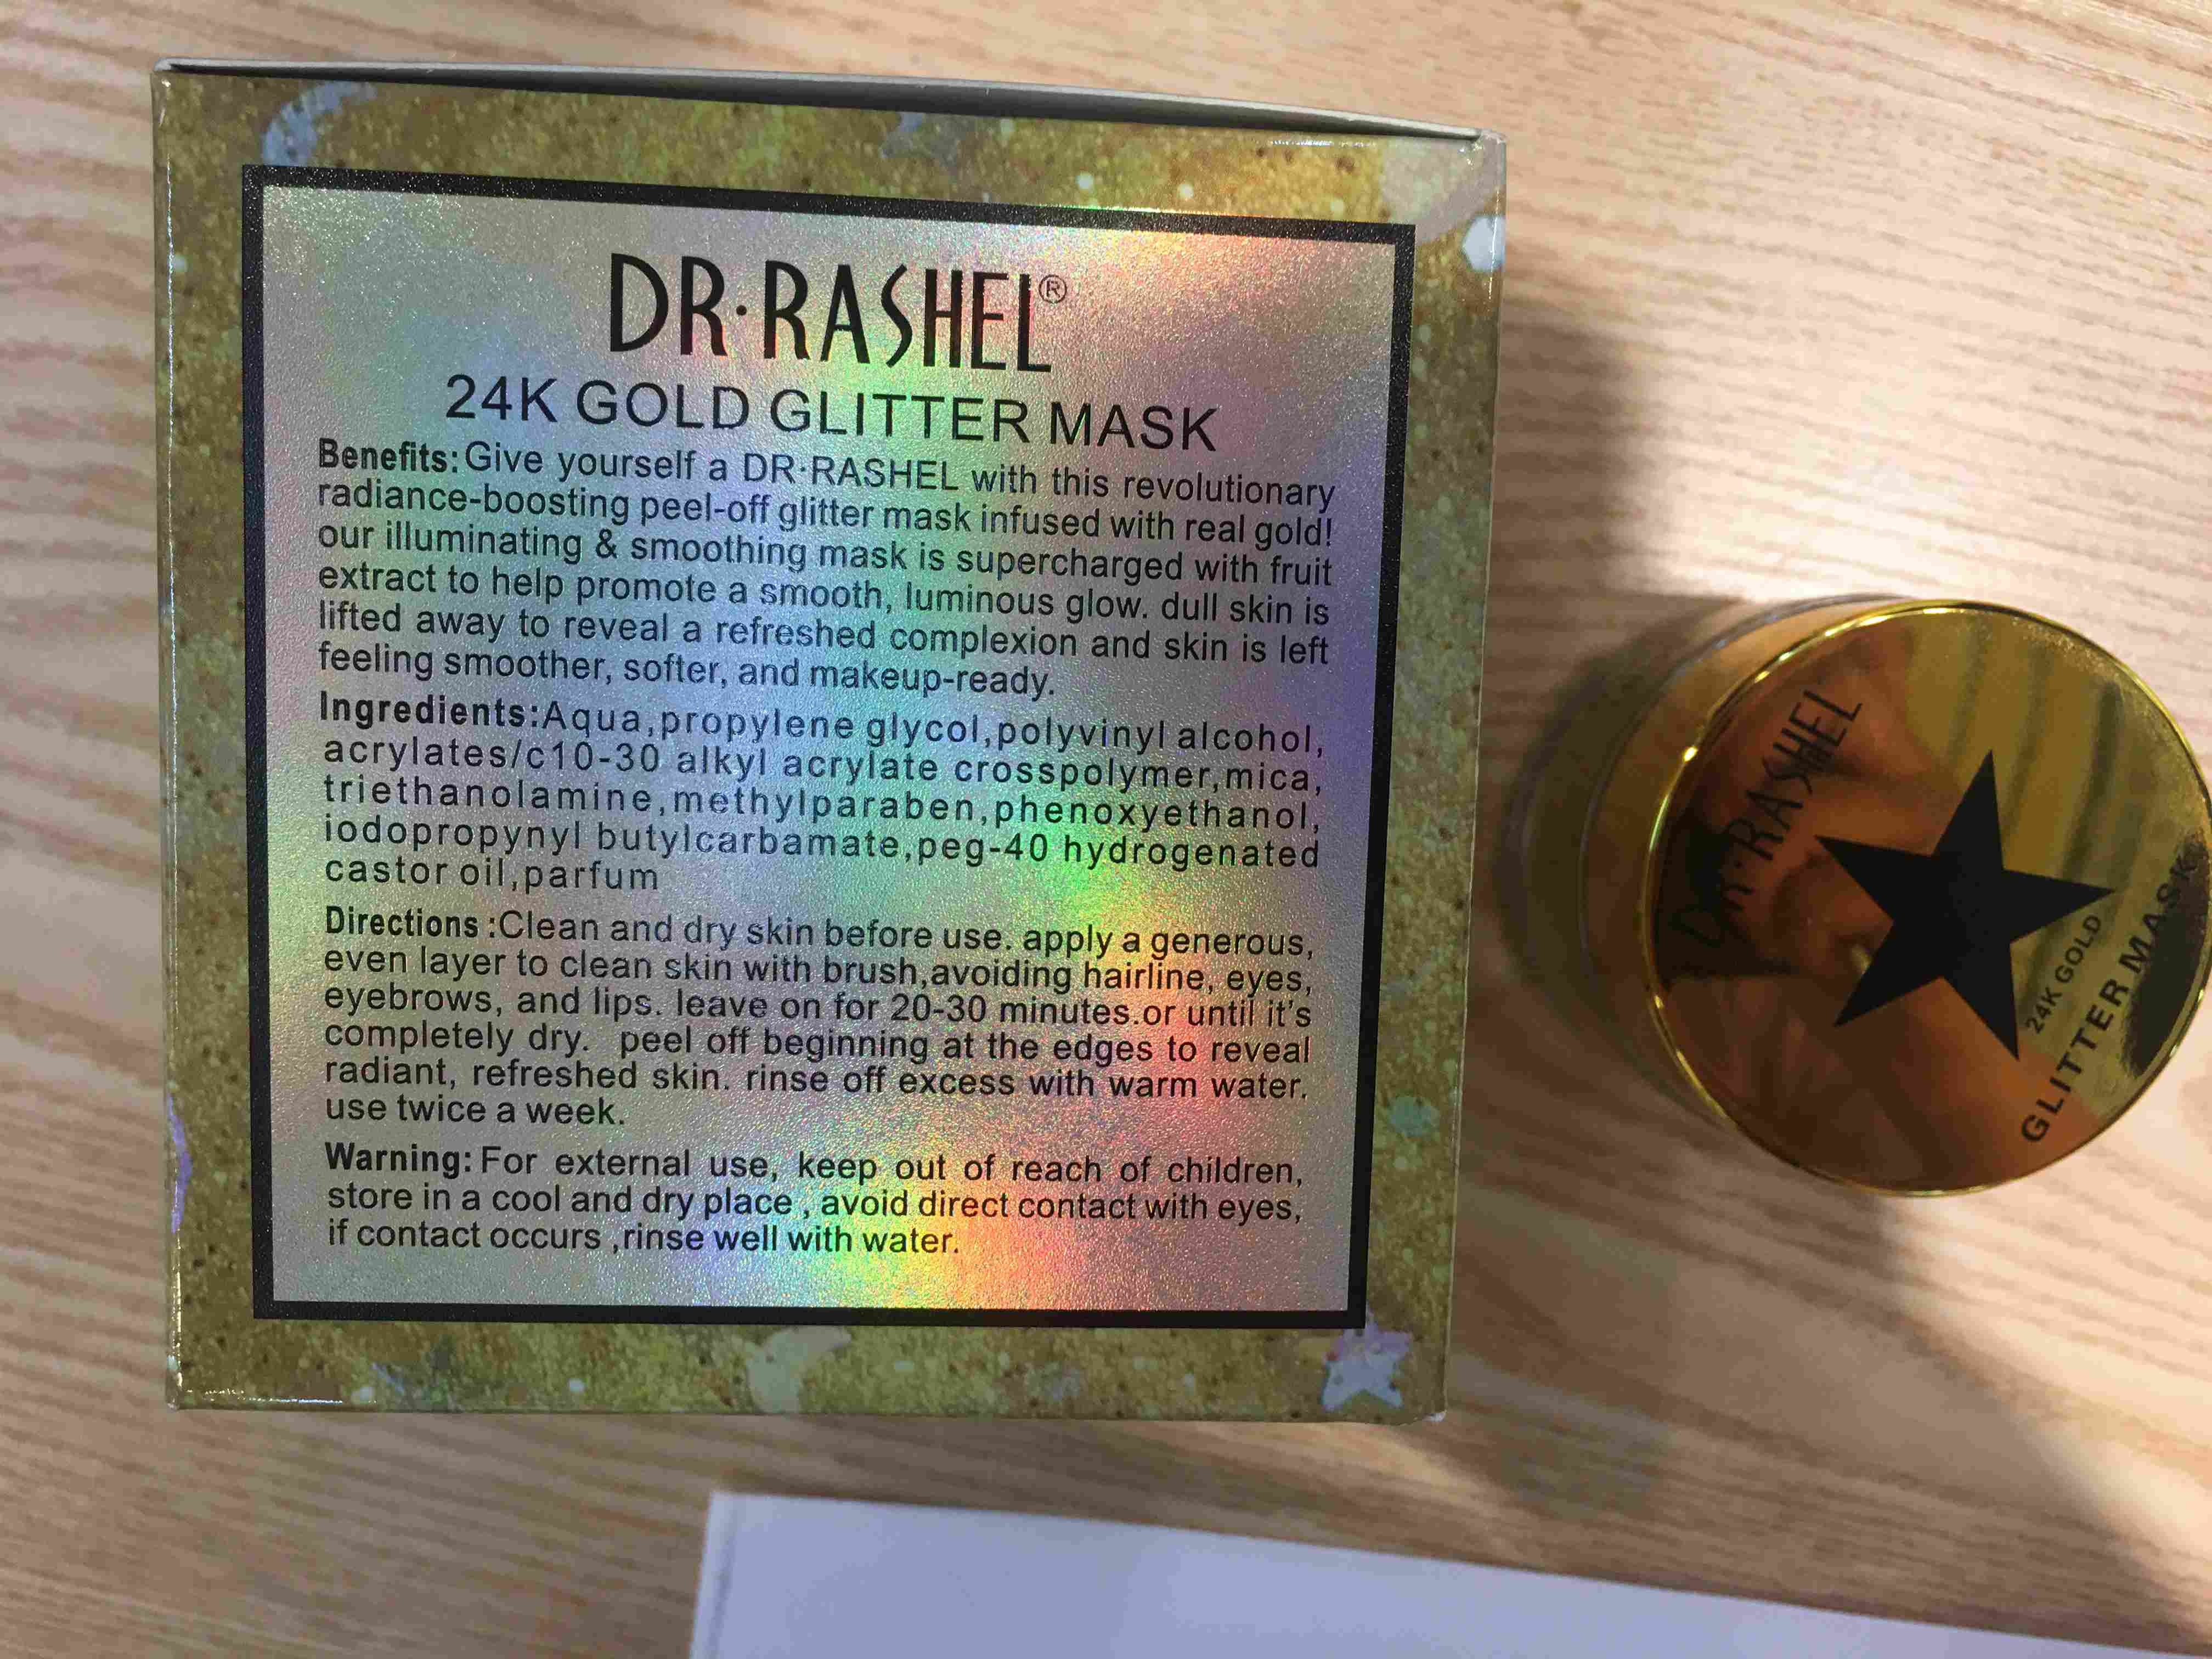 DR·RASHEL®
24K GOLD GLITTER MASK
Benefits:Give yourself a DR·RASHEL with this revolutionary
radiance-boosting peel-off glitter mask infused with real gold!
our illuminating & smoothing mask is supercharged with fruit
extract to help promote a smooth, luminous glow. dull skin is
lifted away to reveal a refreshed complexion and skin is left
feeling smoother, softer, and makeup-ready.
Ingredients:Aqua,propylene glycol,polyvinyl alcohol,
acrylates/c10-30 alkyl acrylate crosspolymer,mica,
triethanolamine,methylparaben,phenoxyethanol,
iodopropynyl butylcarbamate,peg-40 hydrogenated
castor oil,parfum
Directions :Clean and dry skin before use. apply a generous,
even layer to clean skin with brush,avoiding hairline, eyes,
eyebrows, and lips. leave on for 20-30 minutes.or until it's
completely dry. peel off beginning at the edges to reveal
radiant, refreshed skin. rinse off excess with warm water.
use twice a week.
Warning: For external use, keep out of reach of children,
store in a cool and dry place , avoid direct contact with eyes,
if contact occurs ,rinse well with water.
DR·RASHEL
24K GOLD
GLITTER MASK